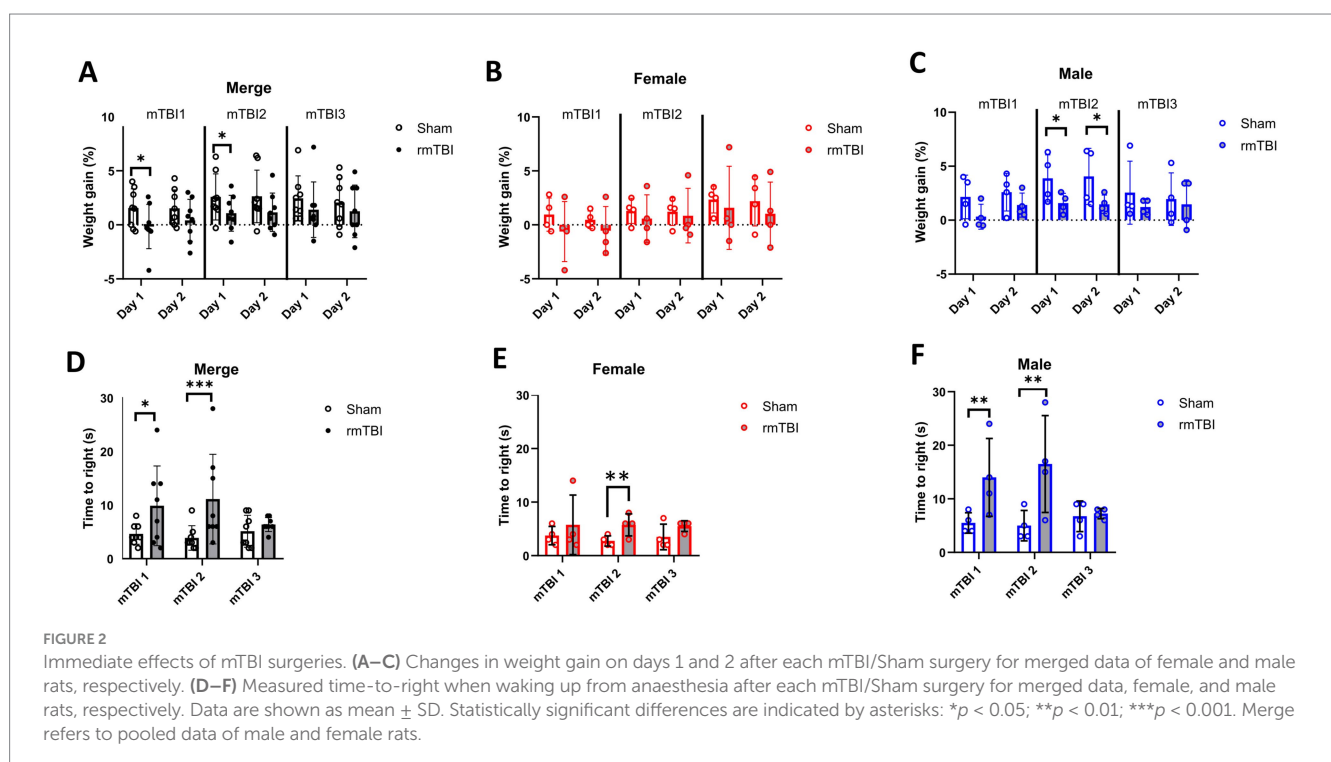 A
Merge
mTBI1 mTBI2 mTBI3
*
*
Sham
rmTBI
Weight gain (%)
10
5
0
-5
Day 1 Day 2 Day 1 Day 2 Day 1 Day 2
B
Female
mTBI1 mTBI2
Sham
rmTBI
Weight gain (%)
10
5
0
-5
Day 1 Day 2 Day 1 Day 2 Day 1 Day 2
C
Male
mTBI1 mTBI2 mTBI3
* *
Sham
rmTBI
Weight gain (%)
10
5
0
-5
Day 1 Day 2 Day 1 Day 2 Day 1 Day 2
D
Merge
*
***
Sham
rmTBI
Time to right (s)
30
20
10
0
mTBI 1 mTBI 2 mTBI 3
E
Female
**
Sham
rmTBI
Time to right (s)
30
20
10
0
mTBI 1 mTBI 2 mTBI 3
F
Male
** **
Sham
rmTBI
Time to right (s)
30
20
10
0
mTBI 1 mTBI 2 mTBI 3
FIGURE 2
Immediate effects of mTBI surgeries. (A–C) Changes in weight gain on days 1 and 2 after each mTBI/Sham surgery for merged data of female and male
rats, respectively. (D–F) Measured time-to-right when waking up from anaesthesia after each mTBI/Sham surgery for merged data, female, and male
rats, respectively. Data are shown as mean ± SD. Statistically significant differences are indicated by asterisks: *p < 0.05; **p < 0.01; ***p < 0.001. Merge
refers to pooled data of male and female rats.